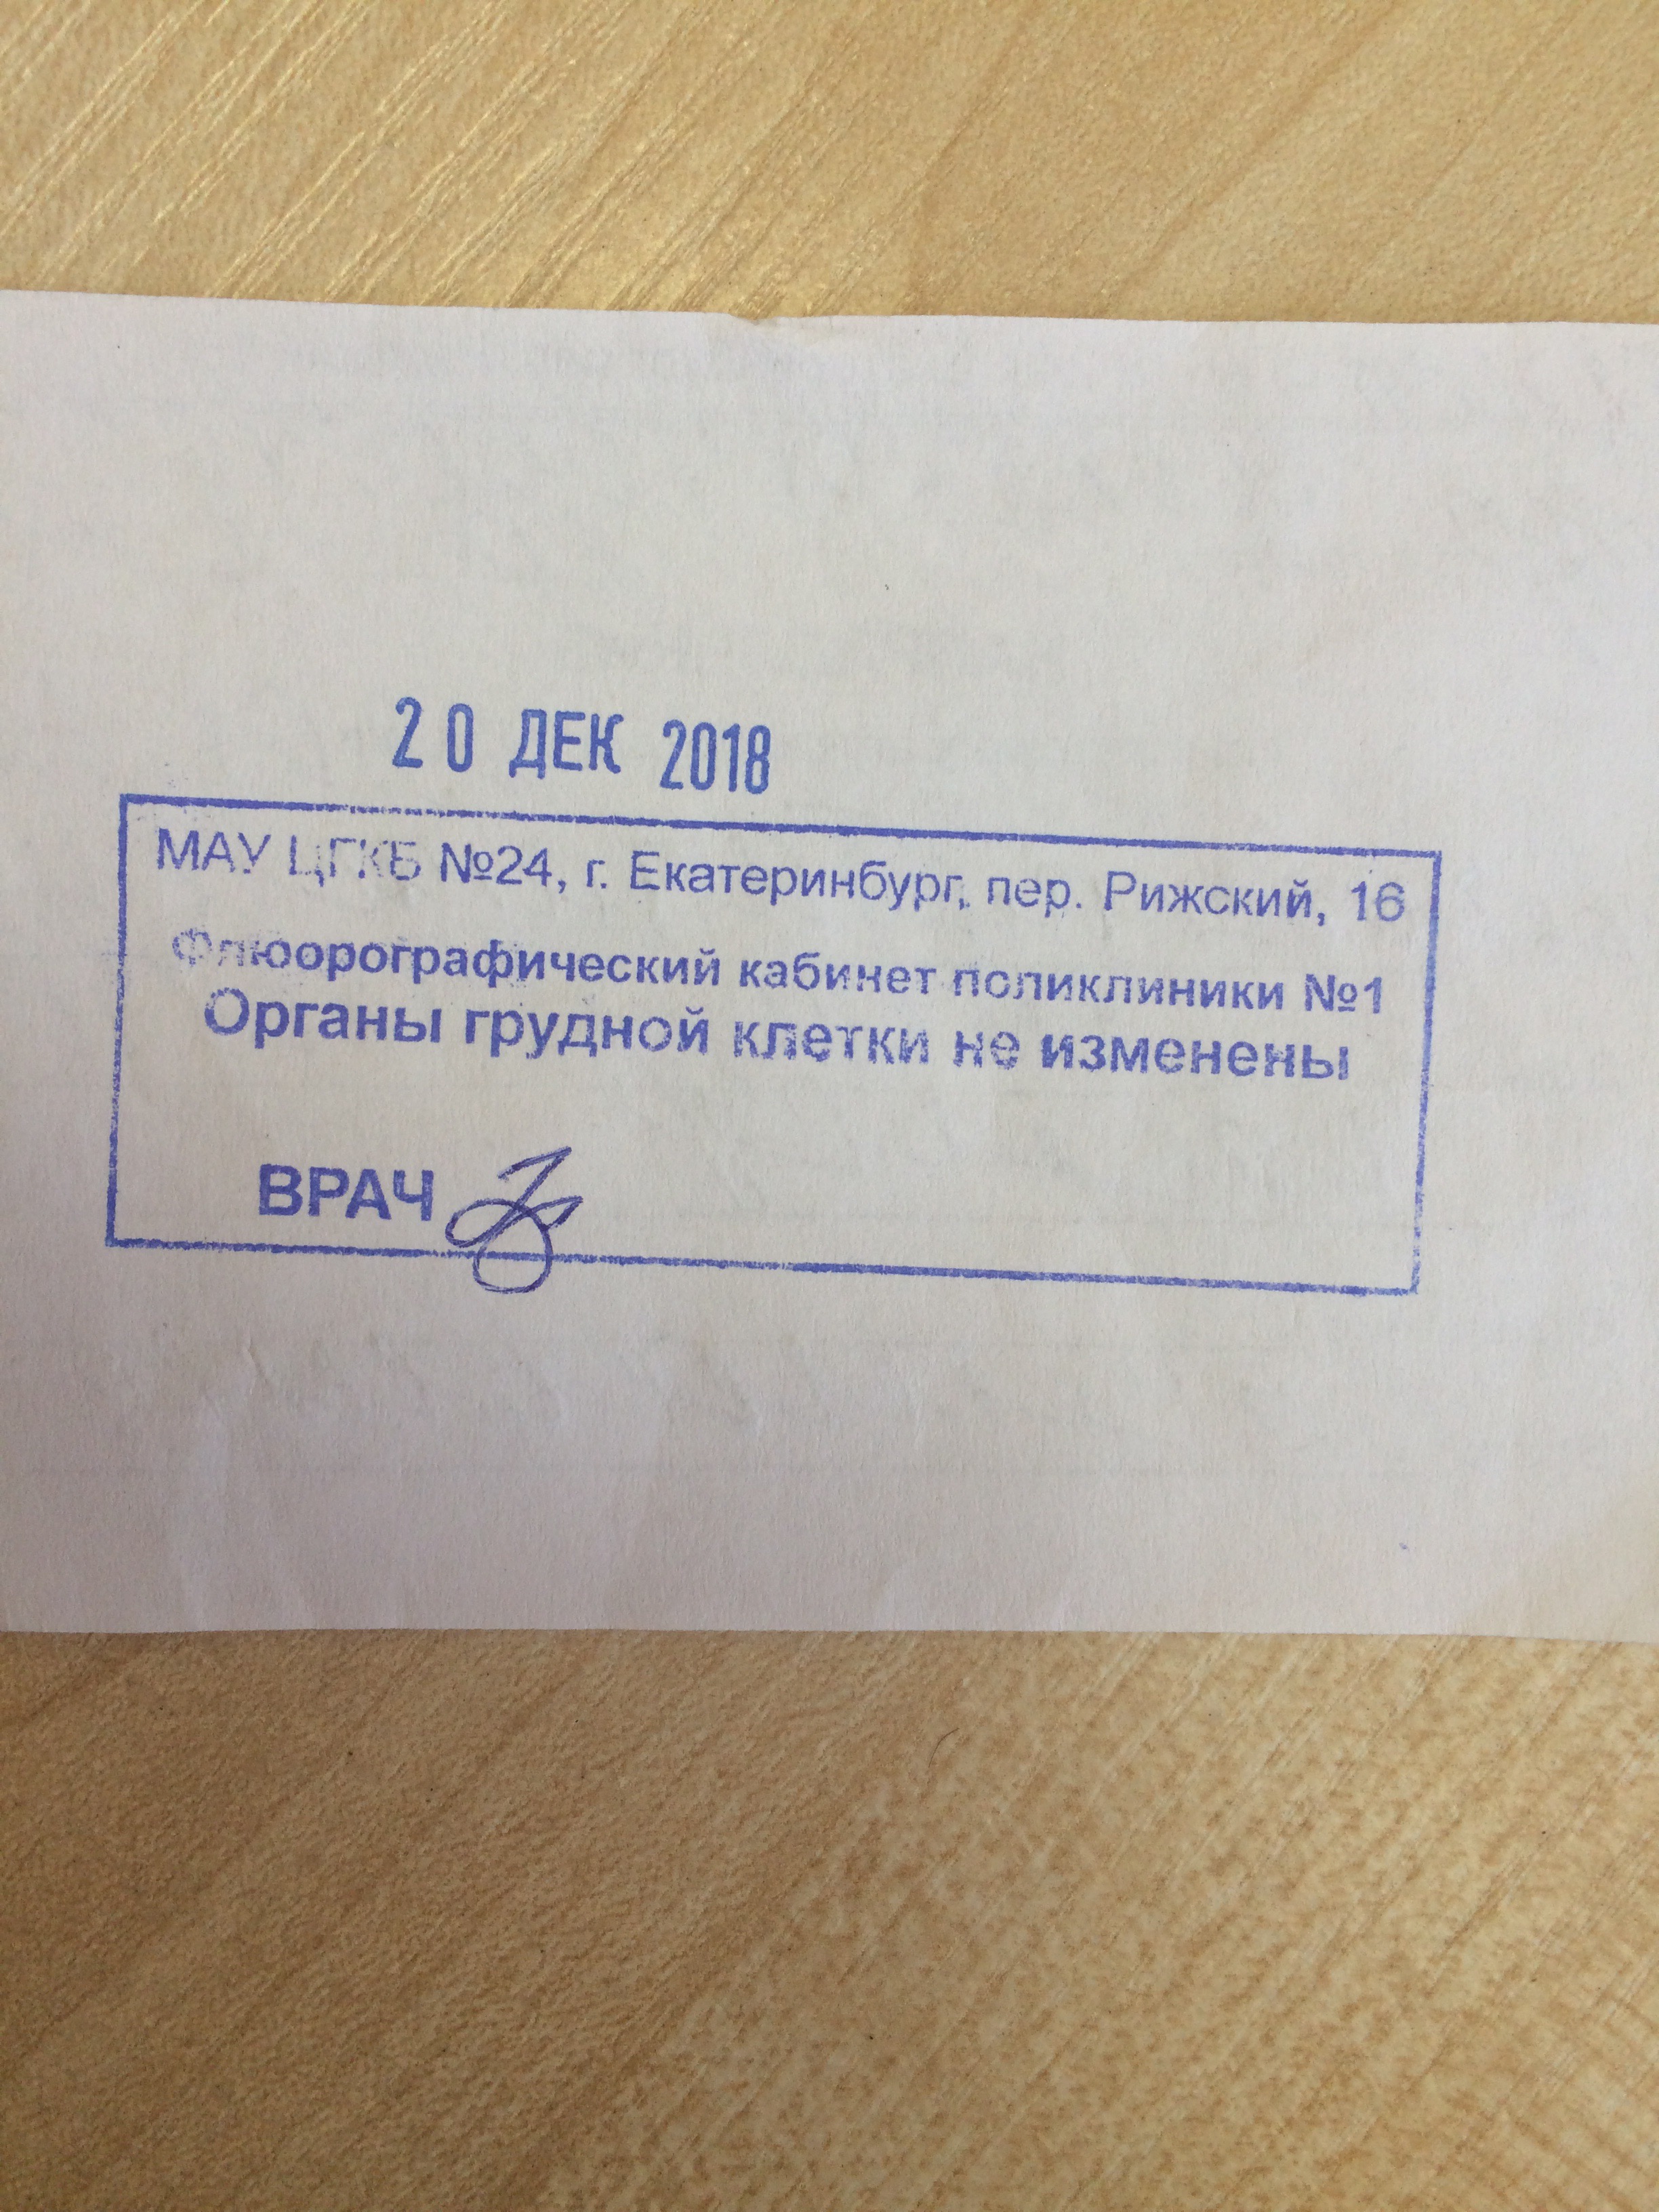 20 ДЕК 2018
МАУ ЦГКБ №24, г. Екатеринбург, пер. Рижский, 16
Флюорографический кабинет поликлиники №1
Органы грудной клетки не изменены
ВРАЧ